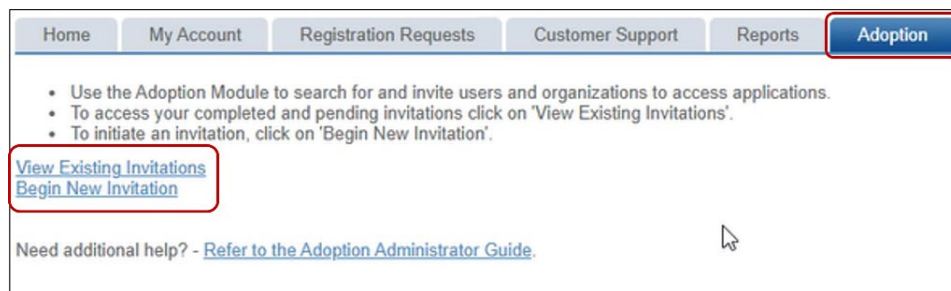 Home My Account Registration Requests Customer Support Reports Adoption
• Use the Adoption Module to search for and invite users and organizations to access applications.
• To access your completed and pending invitations click on 'View Existing Invitations'.
• To initiate an invitation, click on 'Begin New Invitation'.
View Existing Invitations
Begin New Invitation
Need additional help? - Refer to the Adoption Administrator Guide.